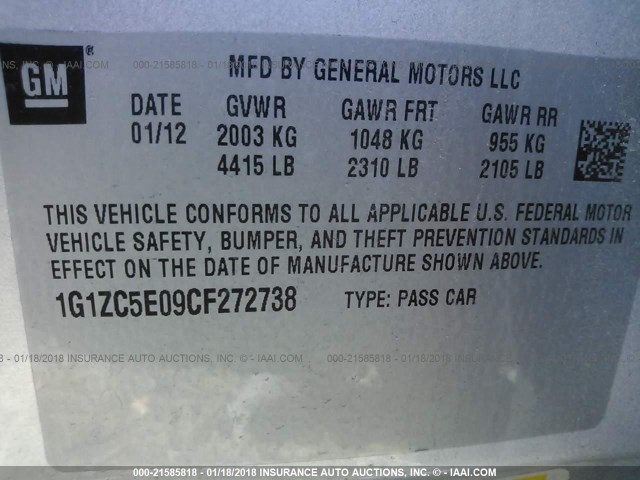 GM®
MFD BY GENERAL MOTORS LLC
DATE GVWR GAWR FRT GAWR RR
01/12 2003 KG 1048 KG 955 KG
4415 LB 2310 LB 2105 LB
THIS VEHICLE CONFORMS TO ALL APPLICABLE U.S. FEDERAL MOTOR
VEHICLE SAFETY, BUMPER, AND THEFT PREVENTION STANDARDS IN
EFFECT ON THE DATE OF MANUFACTURE SHOWN ABOVE.
1G1ZC5E09CF272738 TYPE: PASS CAR
000-21585818 - 01/18/2018 INSURANCE AUTO AUCTIONS, INC.® - IAAI.COM